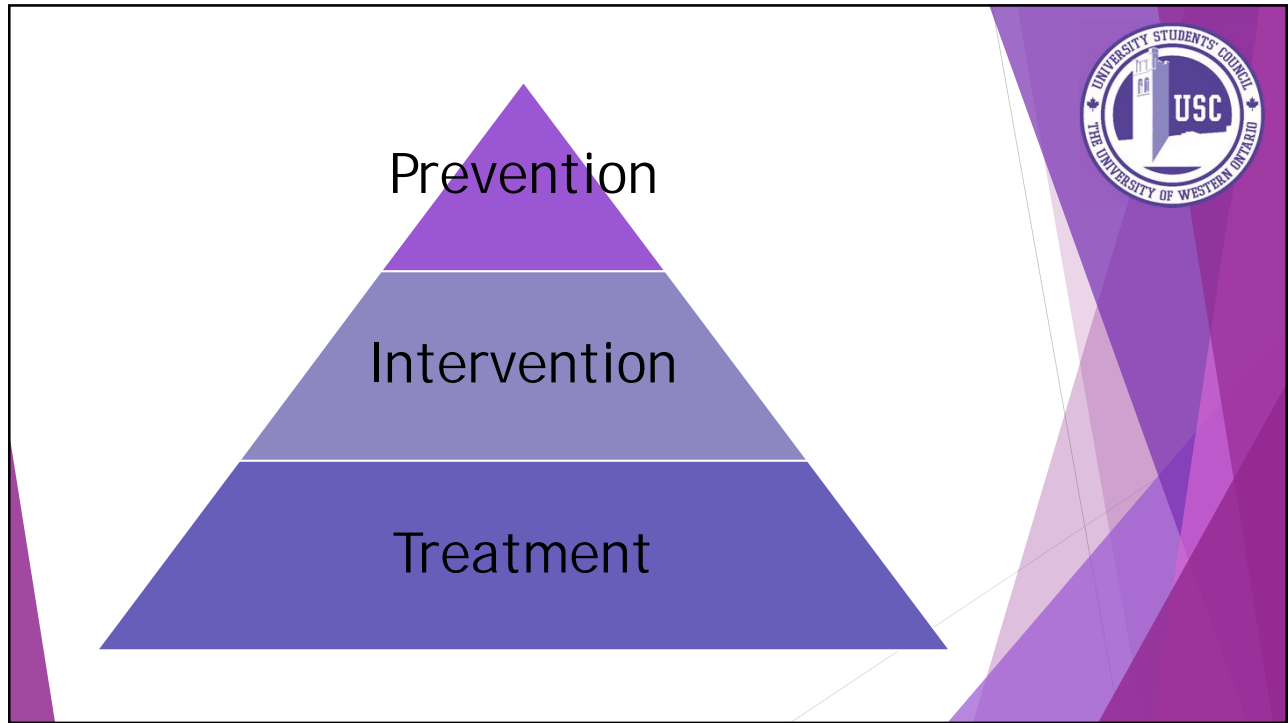 UNIVERSITY STUDENTS' COUNCIL
USC
THE UNIVERSITY OF WESTERN ONTARIO
Prevention
Intervention
Treatment